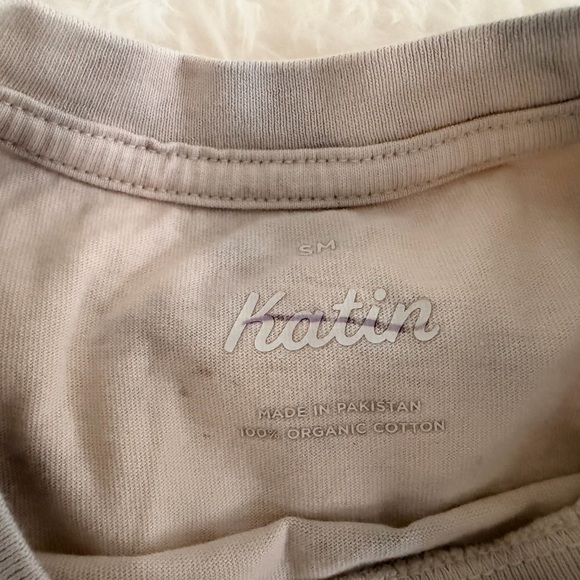 SM
Katin
MADE IN PAKISTAN
100% ORGANIC COTTON